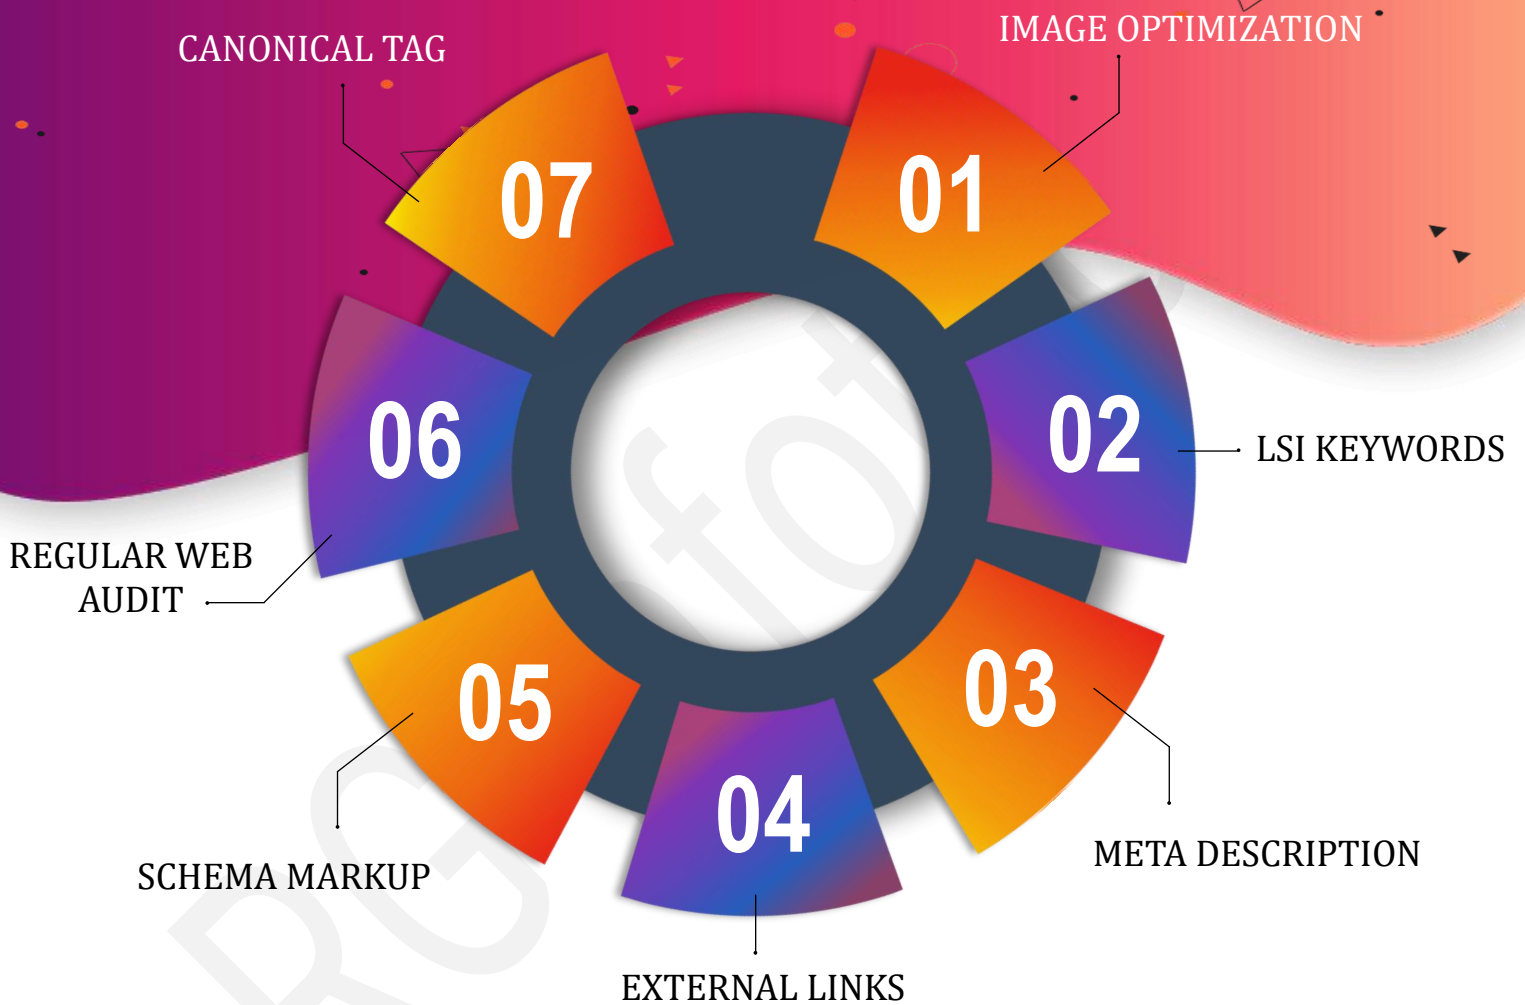 CANONICAL TAG
IMAGE OPTIMIZATION
07
01
06
02
LSI KEYWORDS
REGULAR WEB
AUDIT
05
03
04
SCHEMA MARKUP
META DESCRIPTION
EXTERNAL LINKS